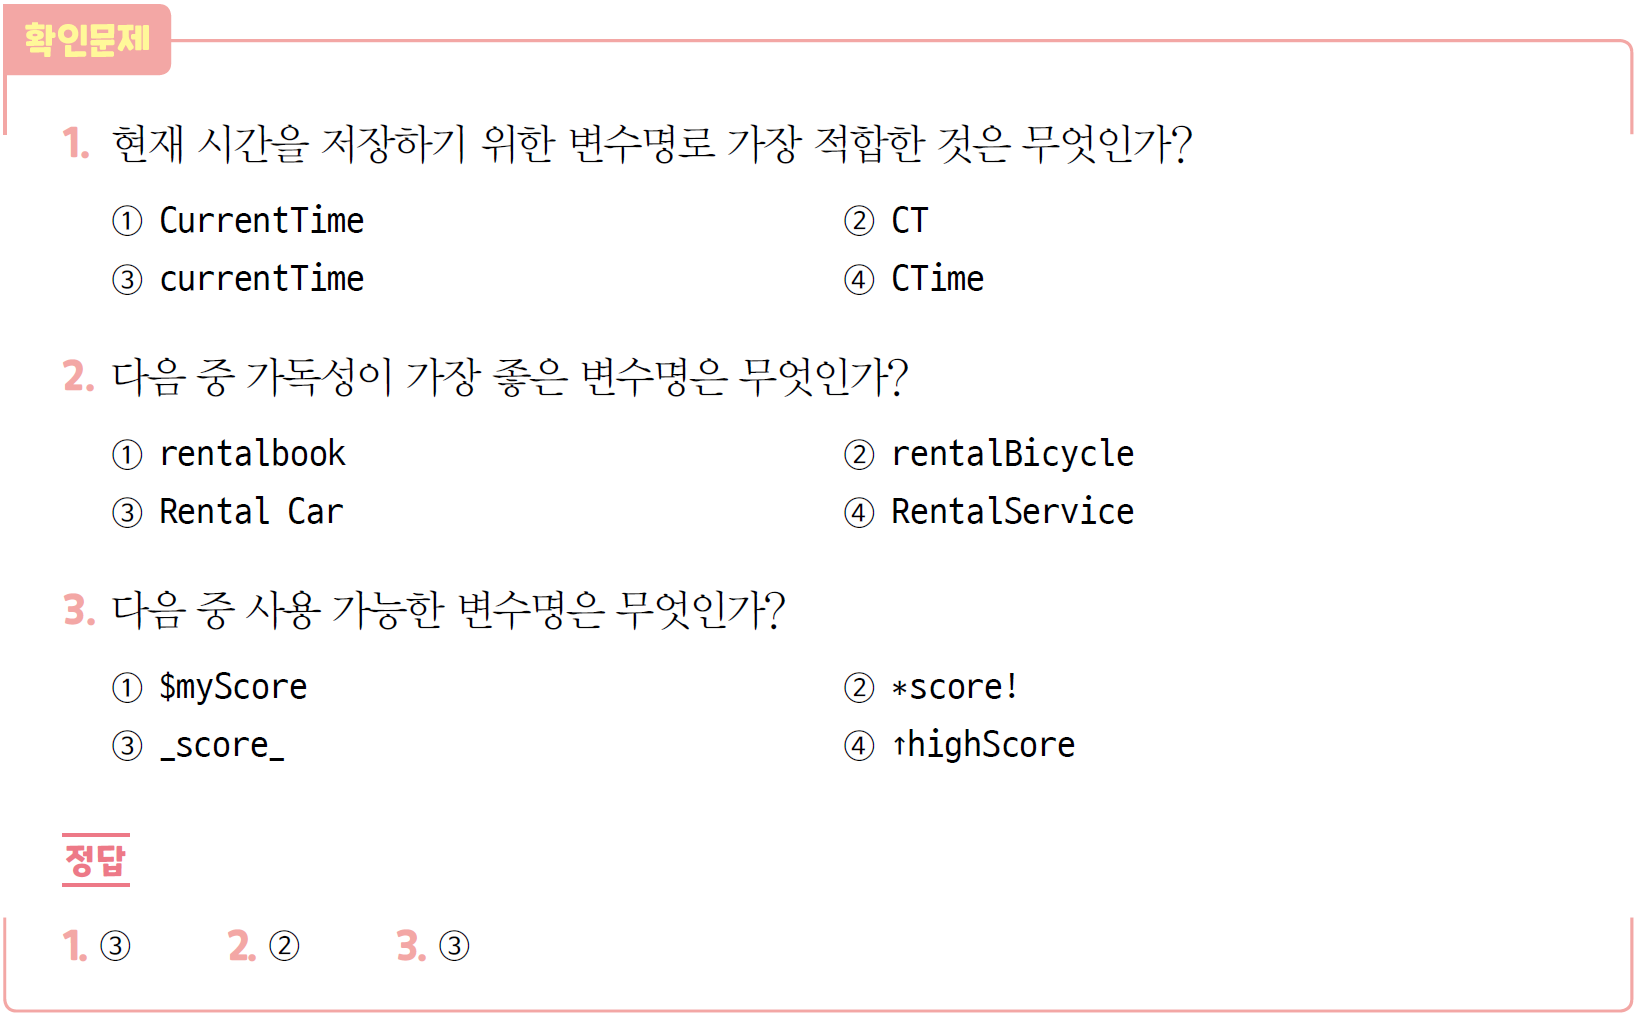 확인문제
1. 현재 시간을 저장하기 위한 변수명로 가장 적합한 것은 무엇인가?
① CurrentTime ② CT
③ currentTime ④ CTime
2. 다음 중 가독성이 가장 좋은 변수명은 무엇인가?
① rentalbook ② rentalBicycle
③ Rental Car ④ RentalService
3. 다음 중 사용 가능한 변수명은 무엇인가?
① $myScore ② *score!
③ _score_ ④ ↑highScore
정답
1. ③ 2. ② 3. ③